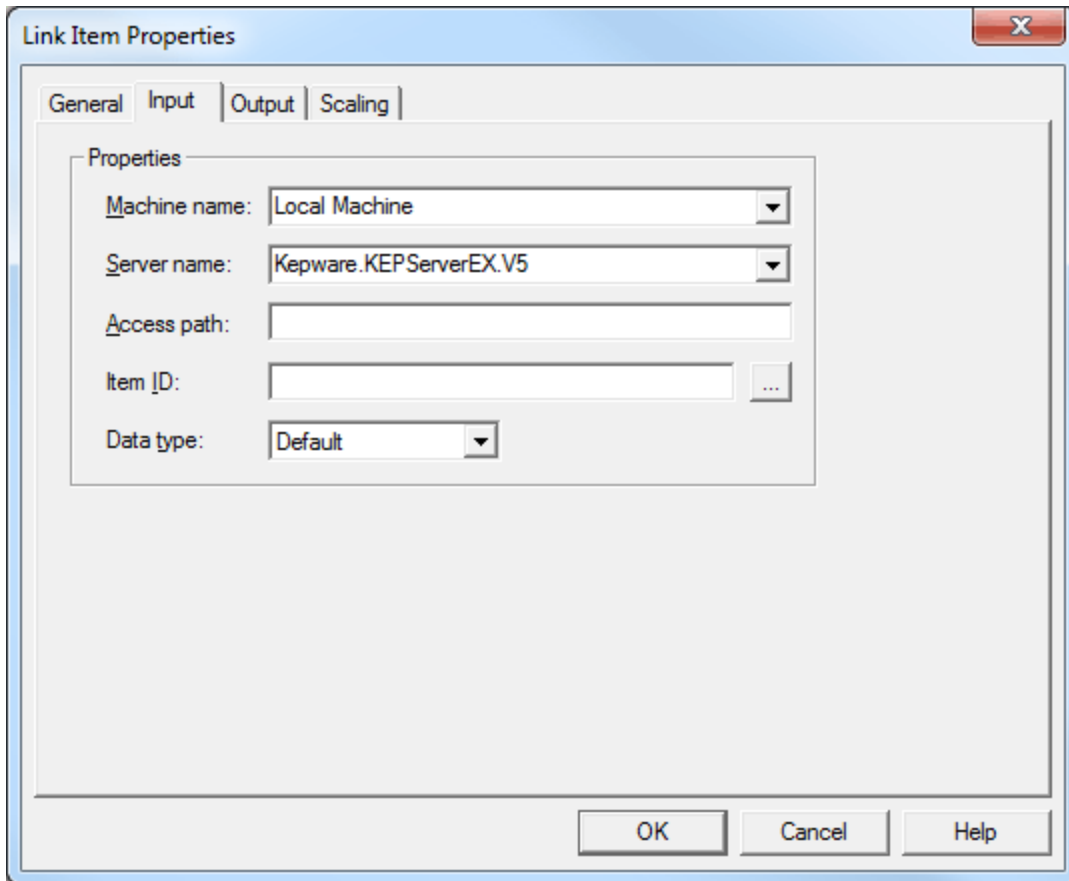 Link Item Properties
General Input Output Scaling
Properties
Machine name: Local Machine
Server name: Kepware.KEPServerEX.V5
Access path:
Item ID: ...
Data type: Default
OK Cancel Help